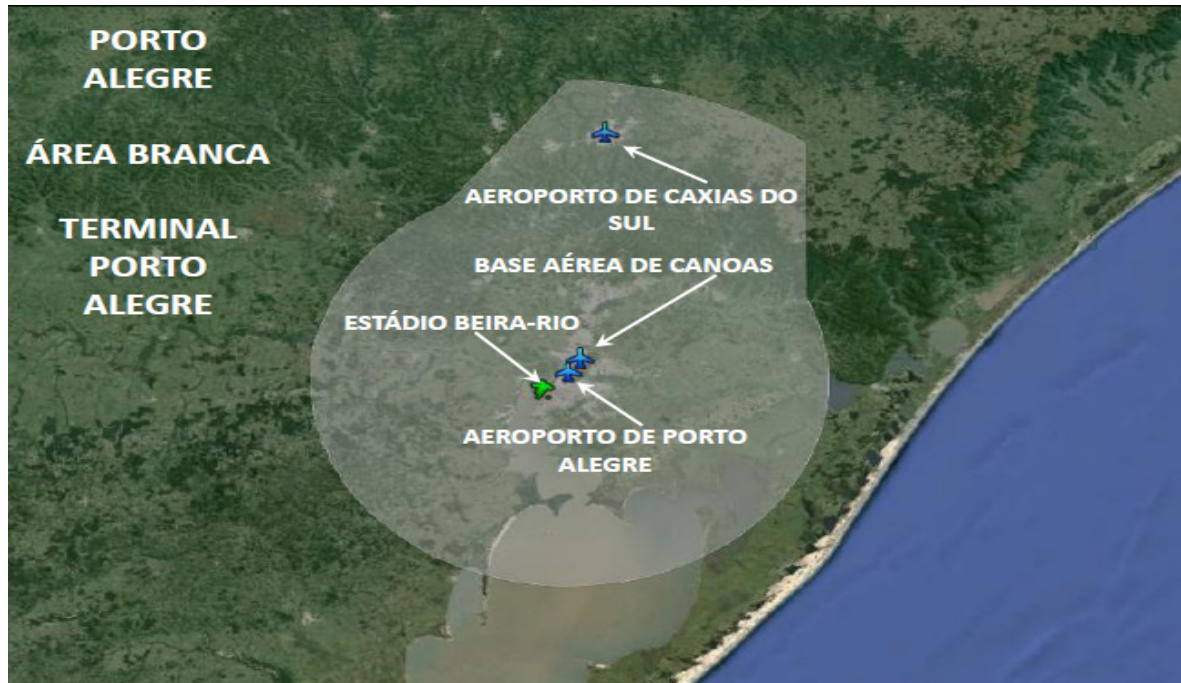 PORTO
ALEGRE
ÁREA BRANCA
TERMINAL
PORTO
ALEGRE
AEROPORTO DE CAXIAS DO
SUL
BASE AÉREA DE CANOAS
ESTÁDIO BEIRA-RIO
AEROPORTO DE PORTO
ALEGRE